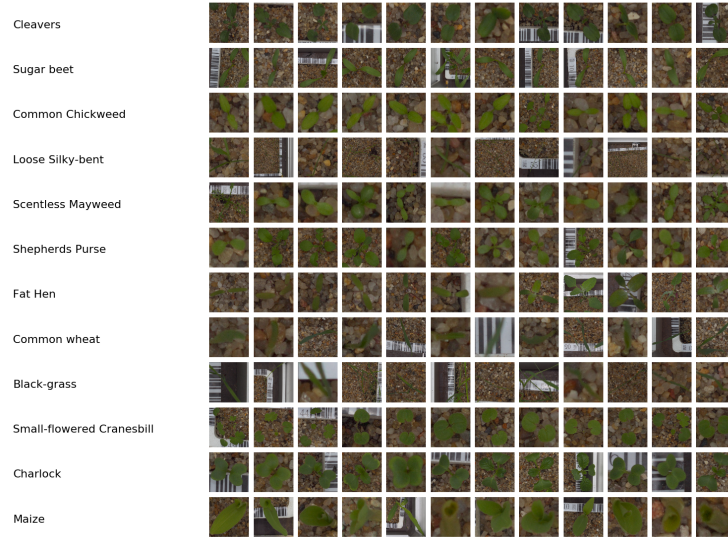 Cleavers
Sugar beet
Common Chickweed
Loose Silky-bent
Scentless Mayweed
Shepherds Purse
Fat Hen
Common wheat
Black-grass
Small-flowered Cranesbill
Charlock
Maize